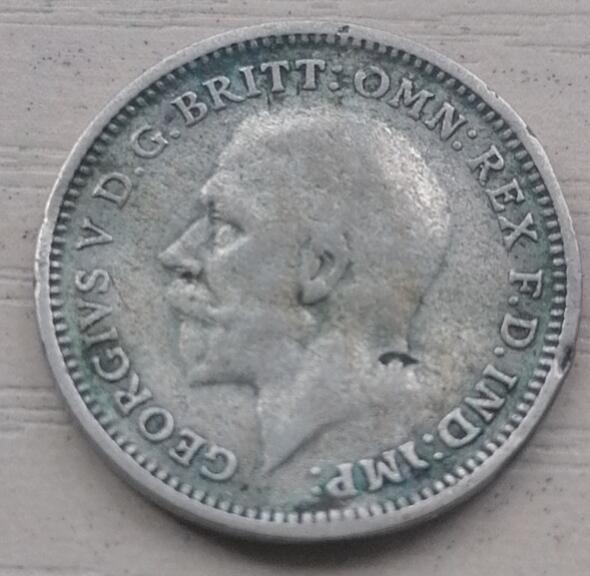 GEORGIVS V D.G.BRITT: OMN: REX F.D. IND:IMP: